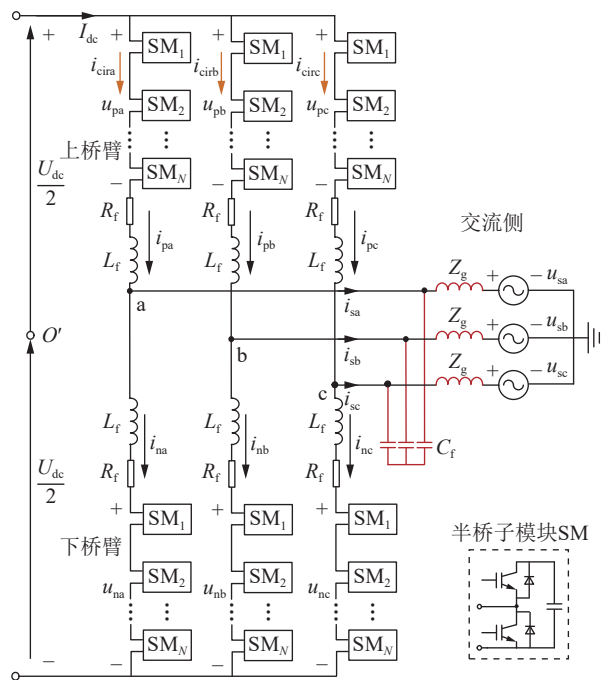 I_dc + SM_1 + SM_1 + SM_1
+ i_cira i_cirb i_circ
u_pa SM_2 u_pb SM_2 u_pc SM_2
上桥臂
U_dc/2 − SM_N − SM_N − SM_N
R_f R_f R_f
i_pa i_pb i_pc 交流侧
L_f L_f L_f Z_g + − u_sa
a i_sa
O' Z_g + − u_sb
b i_sb
Z_g + − u_sc
c i_sc
L_f i_na L_f i_nb L_f i_nc C_f
U_dc/2 R_f R_f R_f
+ SM_1 + SM_1 + SM_1 半桥子模块SM
下桥臂
u_na SM_2 u_nb SM_2 u_nc SM_2
− − SM_N − SM_N − SM_N